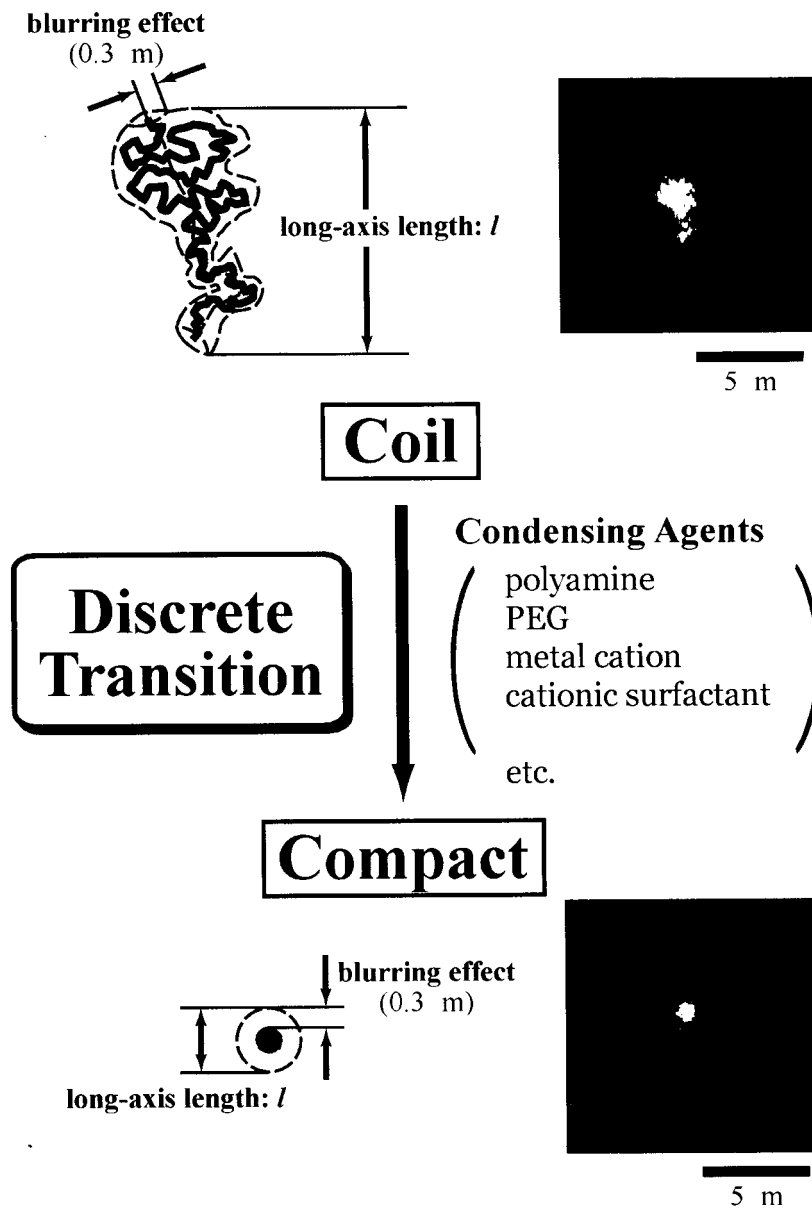 blurring effect
(0.3 m)
long-axis length: l
5 m
Coil
Discrete
Transition
Condensing Agents
polyamine
PEG
metal cation
cationic surfactant
etc.
Compact
blurring effect
(0.3 m)
long-axis length: l
5 m